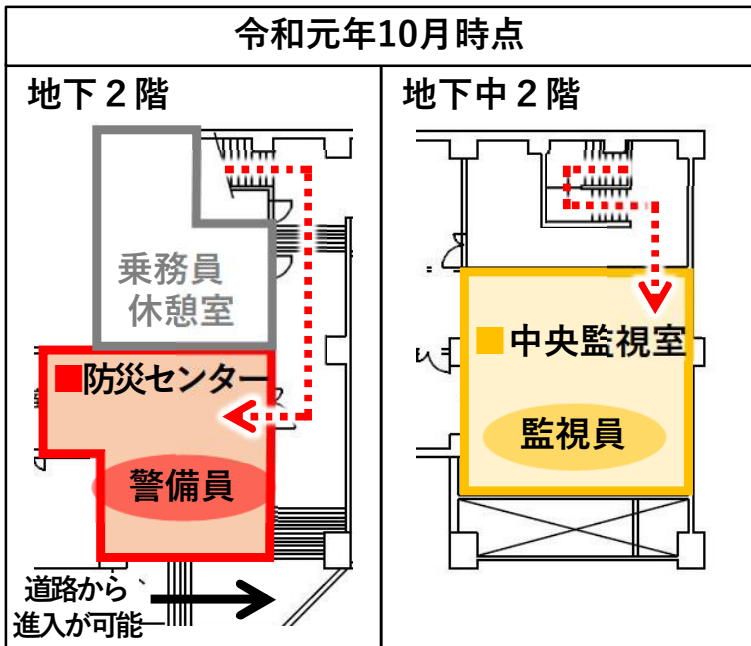 令和元年10月時点
地下２階
乗務員
休憩室
■防災センター
警備員
道路から
進入が可能
地下中２階
■中央監視室
監視員